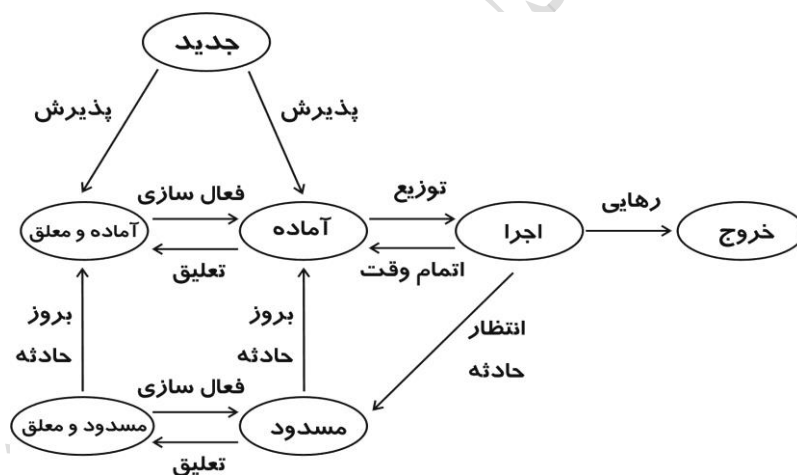 جدید
پذیرش
پذیرش
فعال سازی
توزیع
رهایی
آماده و معلق
آماده
اجرا
خروج
تعلیق
اتمام وقت
بروز
حادثه
بروز
حادثه
انتظار
حادثه
فعال سازی
مسدود و معلق
مسدود
تعلیق